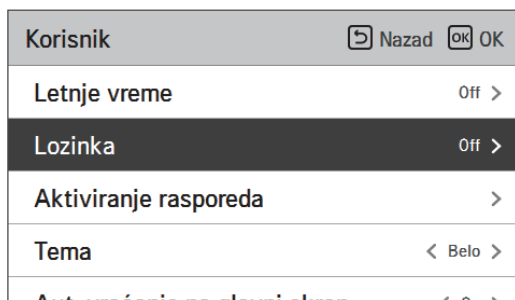 Korisnik Nazad OK OK
Letnje vreme Off >
Lozinka Off >
Aktiviranje rasporeda >
Tema < Belo >